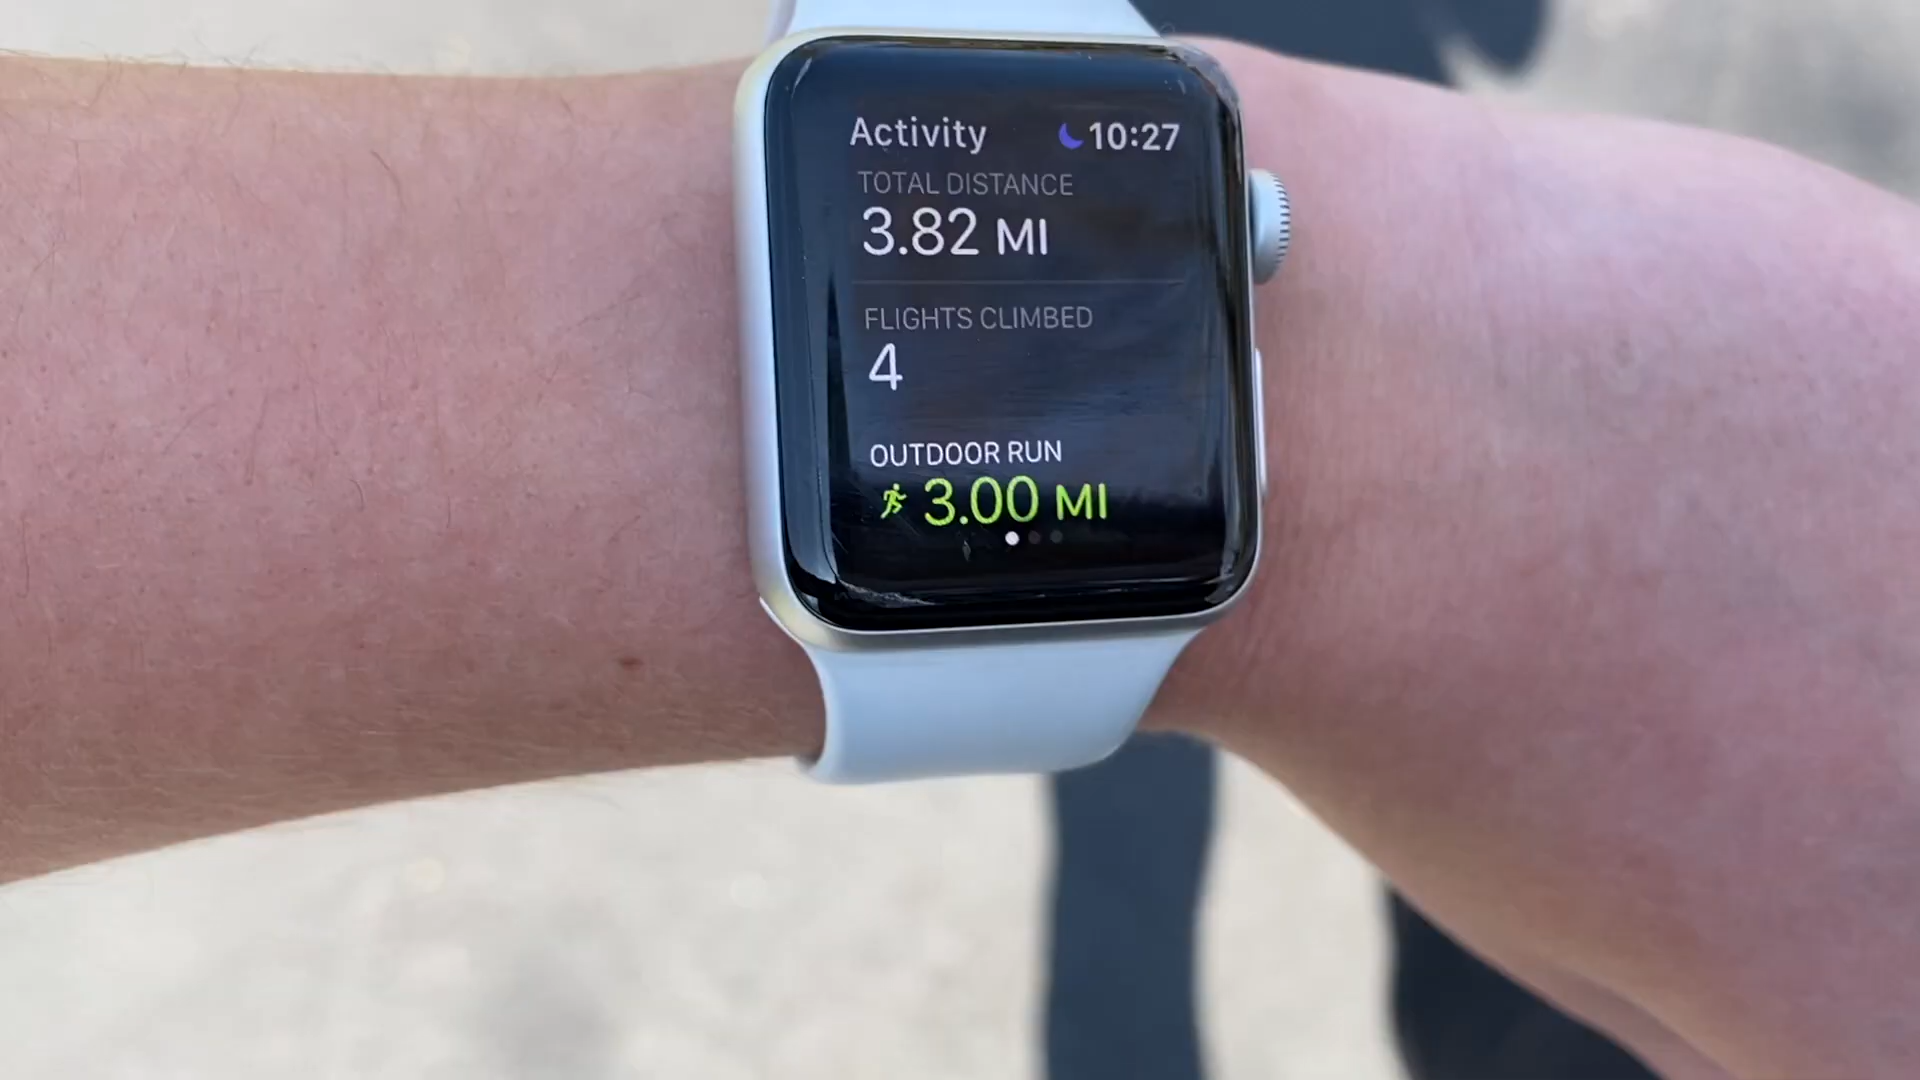 Activity 10:27
TOTAL DISTANCE
3.82 MI
FLIGHTS CLIMBED
4
OUTDOOR RUN
3.00 MI